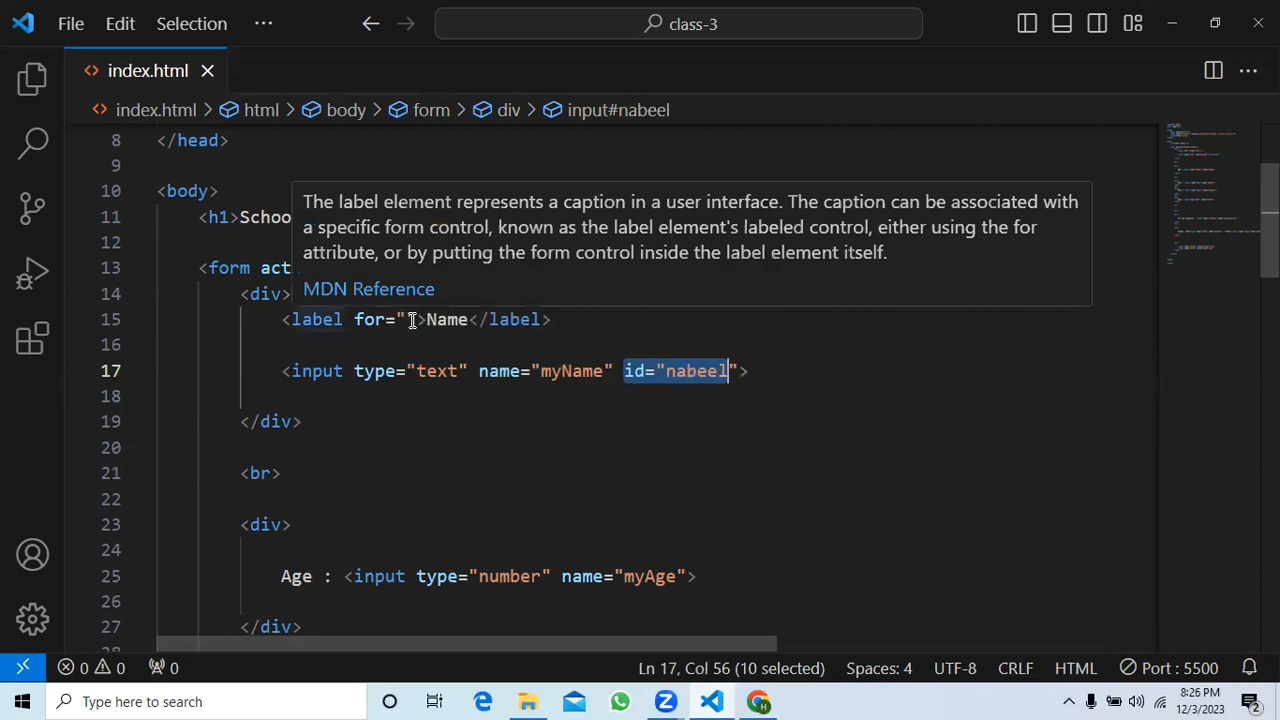 File Edit Selection ··· class-3
index.html
index.html > html > body > form > div > input#nabeel
8 </head>
9
10 <body>
11 <h1>Schoo
The label element represents a caption in a user interface. The caption can be associated with
a specific form control, known as the label element's labeled control, either using the for
attribute, or by putting the form control inside the label element itself.
MDN Reference
12
13 <form act
14 <div>
15 <label for="">Name</label>
16
17 <input type="text" name="myName" id="nabeel">
18
19 </div>
20
21 <br>
22
23 <div>
24
25 Age : <input type="number" name="myAge">
26
27 </div>
0 0 0 Ln 17, Col 56 (10 selected) Spaces: 4 UTF-8 CRLF HTML Port : 5500
Type here to search 8:26 PM
12/3/2023 2